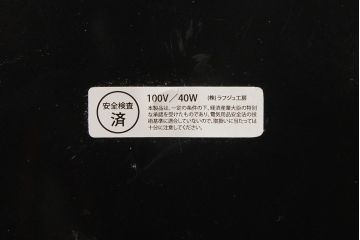 安全検査
済
100V／40W (株)ラフジュ工房
本製品は、一定の条件の下、経済産業大臣の特別
な承認を受けたものであり、電気用品安全法の技
術基準に適合していないので、取扱いに当たっては
十分に注意してください。